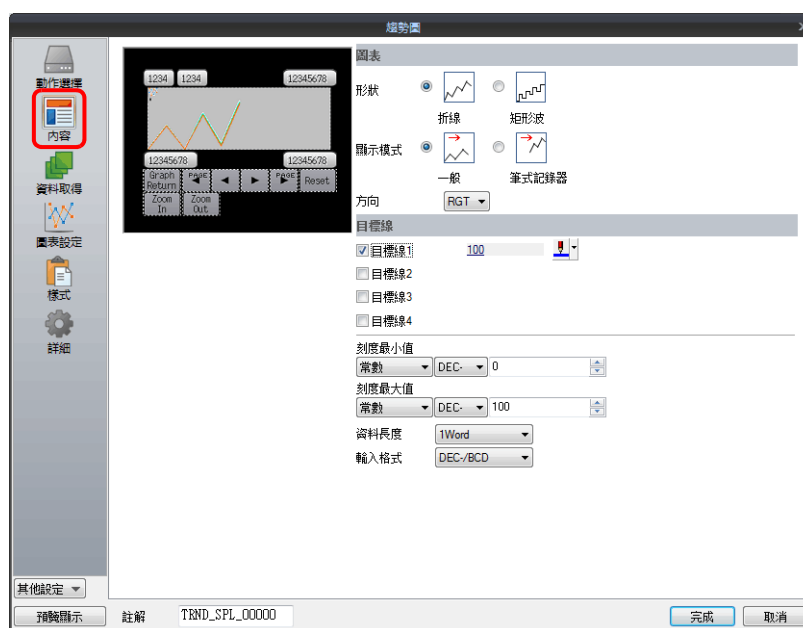 趨勢圖
動作選擇
內容
資料取得
圖表設定
樣式
詳細
其他設定
預覽顯示
1234 1234 12345678
12345678 12345678
Graph Return PAGE PAGE Reset
Zoom In Zoom Out
圖表
形狀
折線 矩形波
顯示模式
一般 筆式記錄器
方向 RGT
目標線
目標線1 100
目標線2
目標線3
目標線4
刻度最小值
常數 DEC- 0
刻度最大值
常數 DEC- 100
資料長度 1Word
輸入格式 DEC-/BCD
註解 TRND_SPL_00000
完成 取消